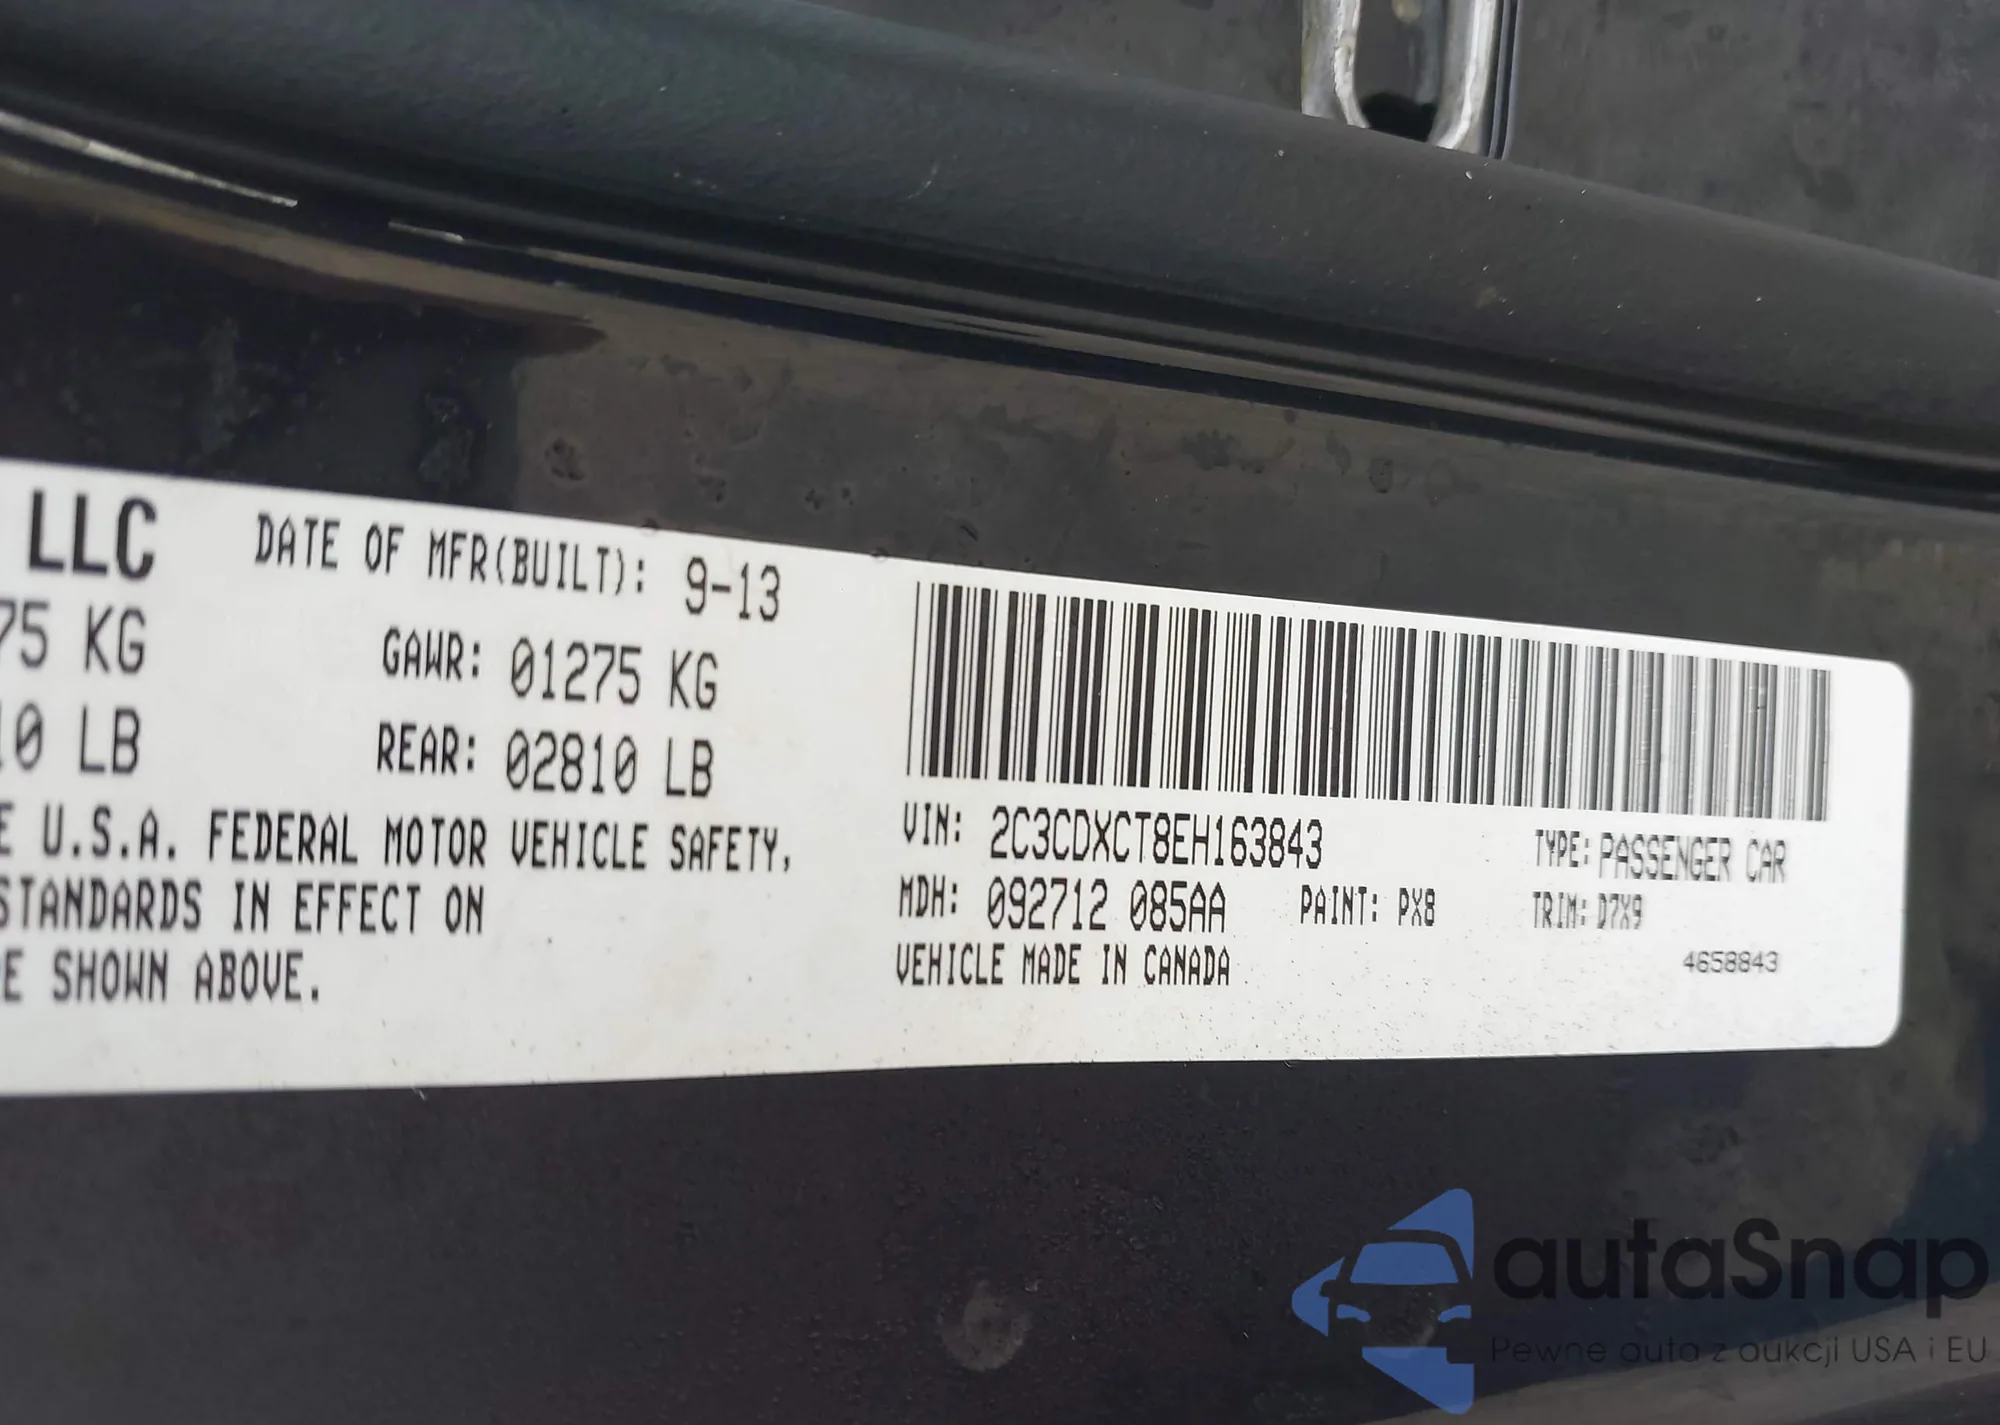 LLC DATE OF MFR(BUILT): 9-13
75 KG GAWR: 01275 KG
10 LB REAR: 02810 LB
E U.S.A. FEDERAL MOTOR VEHICLE SAFETY,
STANDARDS IN EFFECT ON
E SHOWN ABOVE.
VIN: 2C3CDXCT8EH163843 TYPE: PASSENGER CAR
MDH: 092712 085AA PAINT: PX8 TRIM: D7X9
VEHICLE MADE IN CANADA 4658843
autaSnap
Pewne auta z aukcji USA i EU